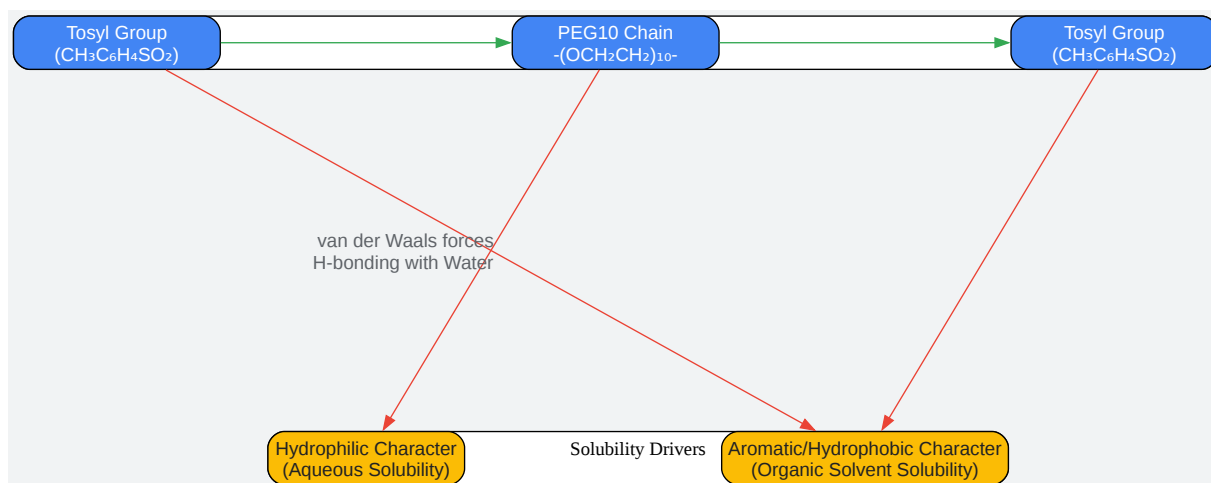 Tosyl Group
(CH₃C₆H₄SO₂)
PEG10 Chain
-(OCH₂CH₂)₁₀-
Tosyl Group
(CH₃C₆H₄SO₂)
van der Waals forces
H-bonding with Water
Hydrophilic Character
(Aqueous Solubility)
Solubility Drivers
Aromatic/Hydrophobic Character
(Organic Solvent Solubility)